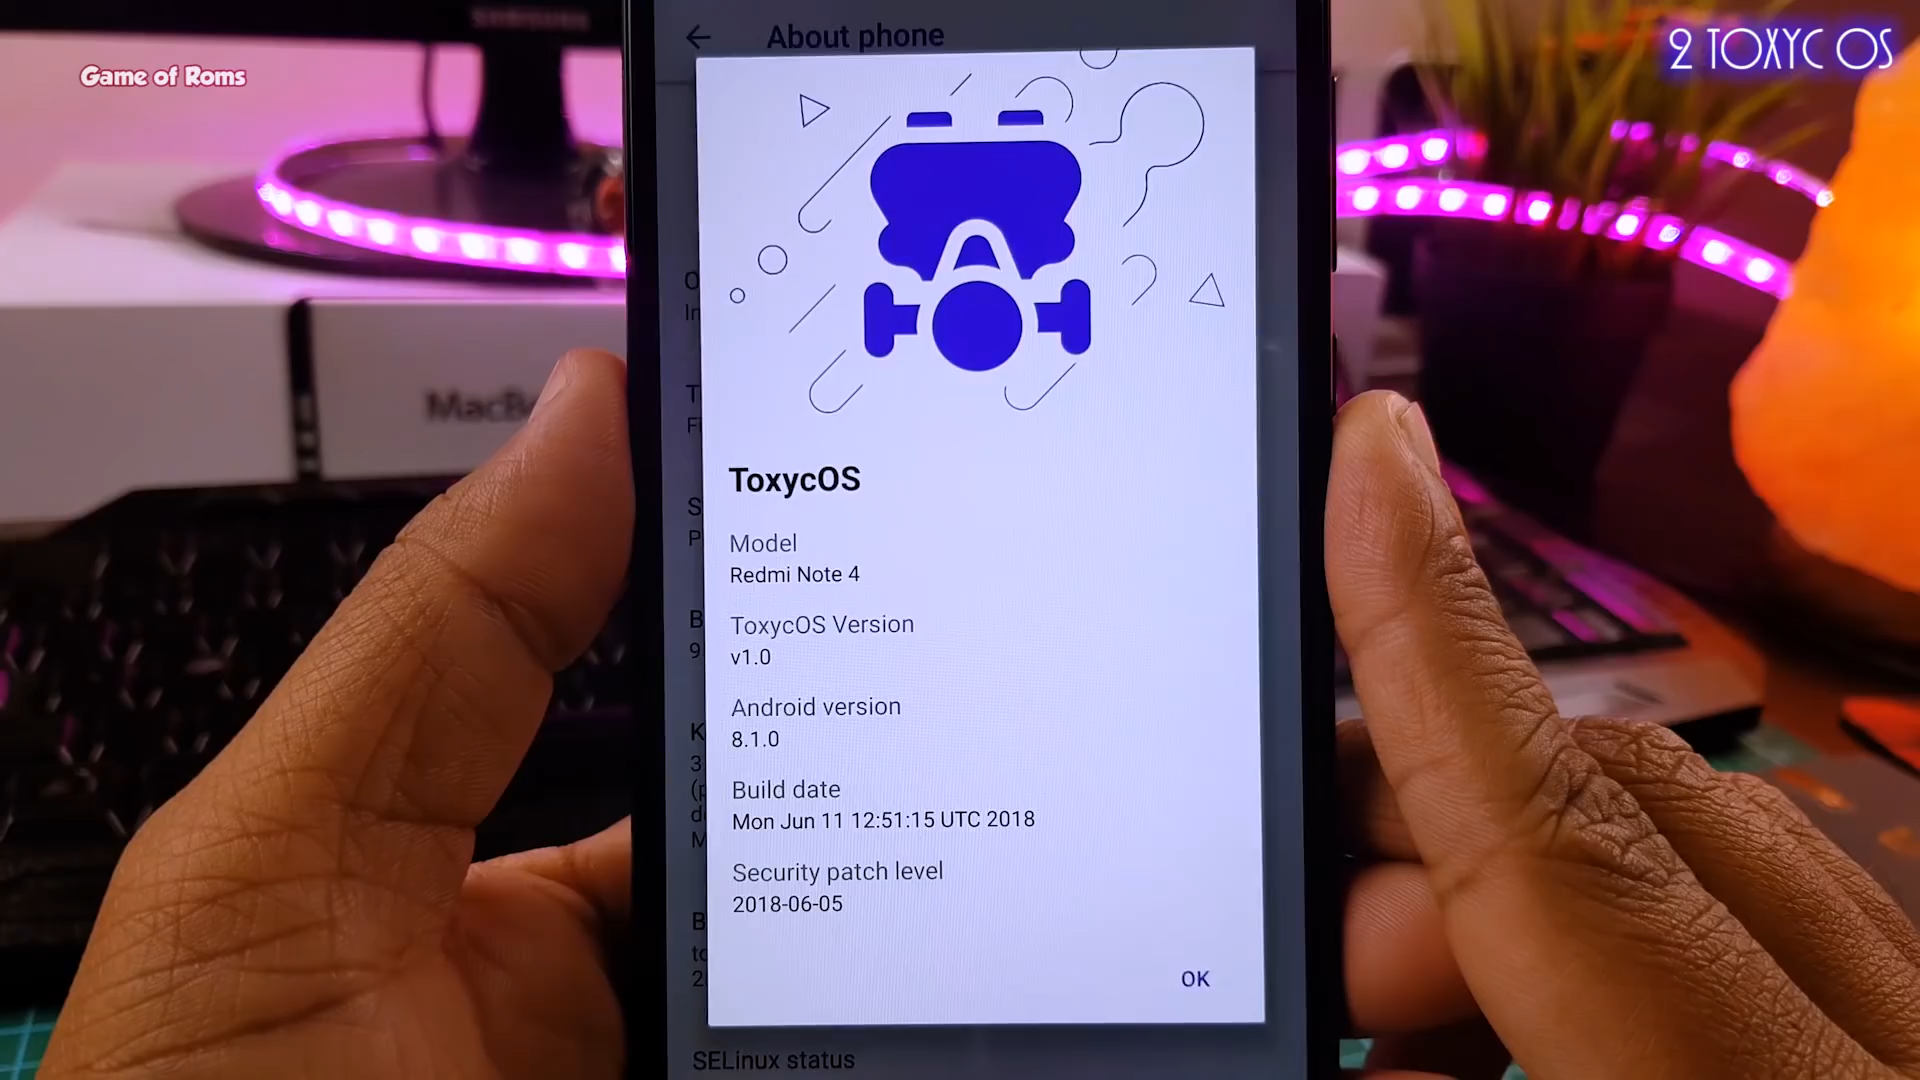 SAMSUNG
Game of Roms
2 TOXYC OS
About phone
MacB
ToxycOS
Model
Redmi Note 4
ToxycOS Version
v1.0
Android version
8.1.0
Build date
Mon Jun 11 12:51:15 UTC 2018
Security patch level
2018-06-05
OK
SELinux status